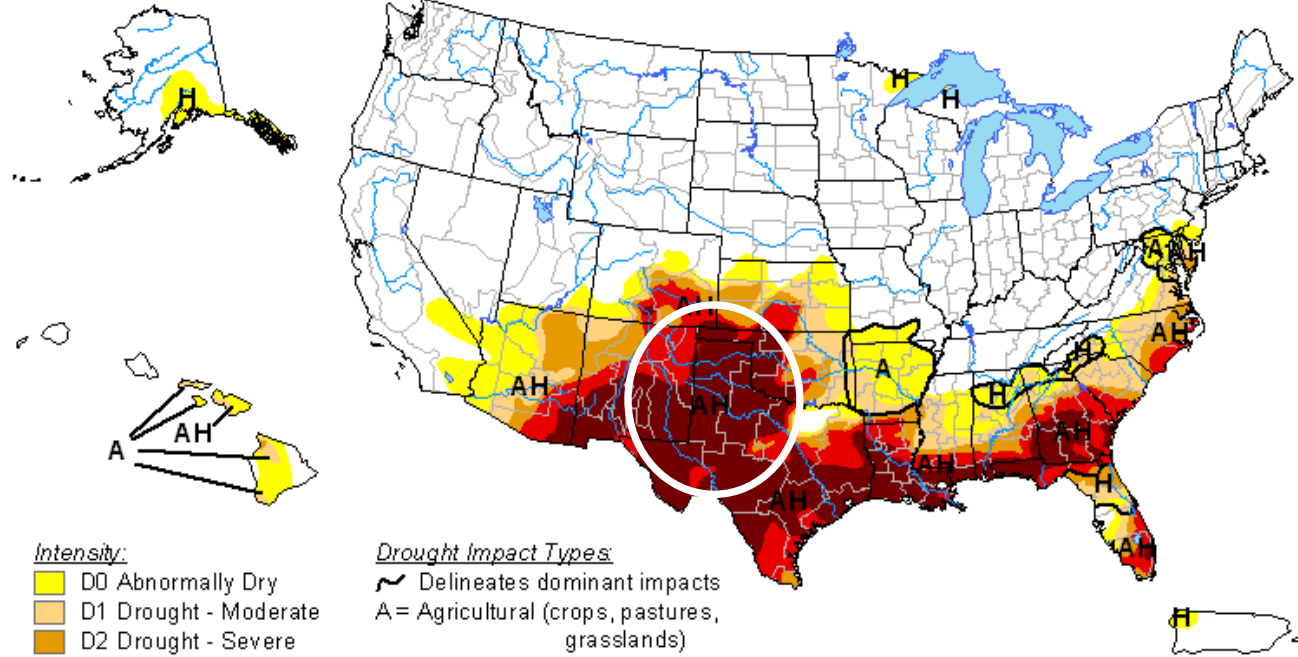 H
H
H
A
AH
AH
A
AH
H
H
AH
AH
AH
AH
AH
A
AH
H
AH
AH
H
Intensity:
D0 Abnormally Dry
D1 Drought - Moderate
D2 Drought - Severe
Drought Impact Types:
Delineates dominant impacts
A = Agricultural (crops, pastures,
grasslands)